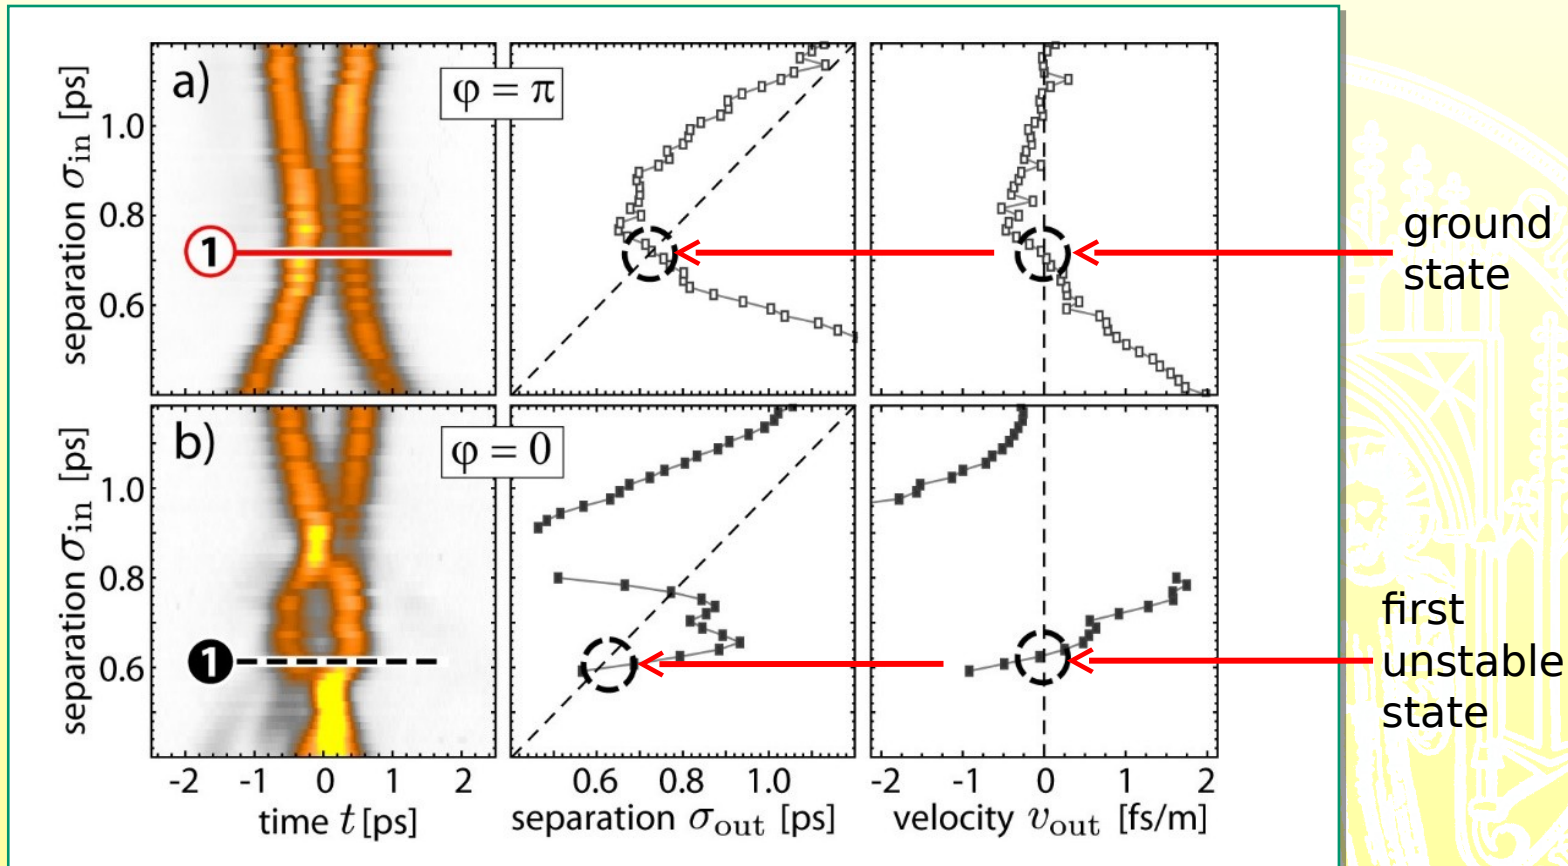 a)
φ = π
separation σin [ps]
1.0
0.8
0.6
1
ground
state
b)
φ = 0
separation σin [ps]
1.0
0.8
0.6
1
first
unstable
state
-2 -1 0 1 2
0.6 0.8 1.0
-2 -1 0 1 2
time t [ps]
separation σout [ps]
velocity vout [fs/m]